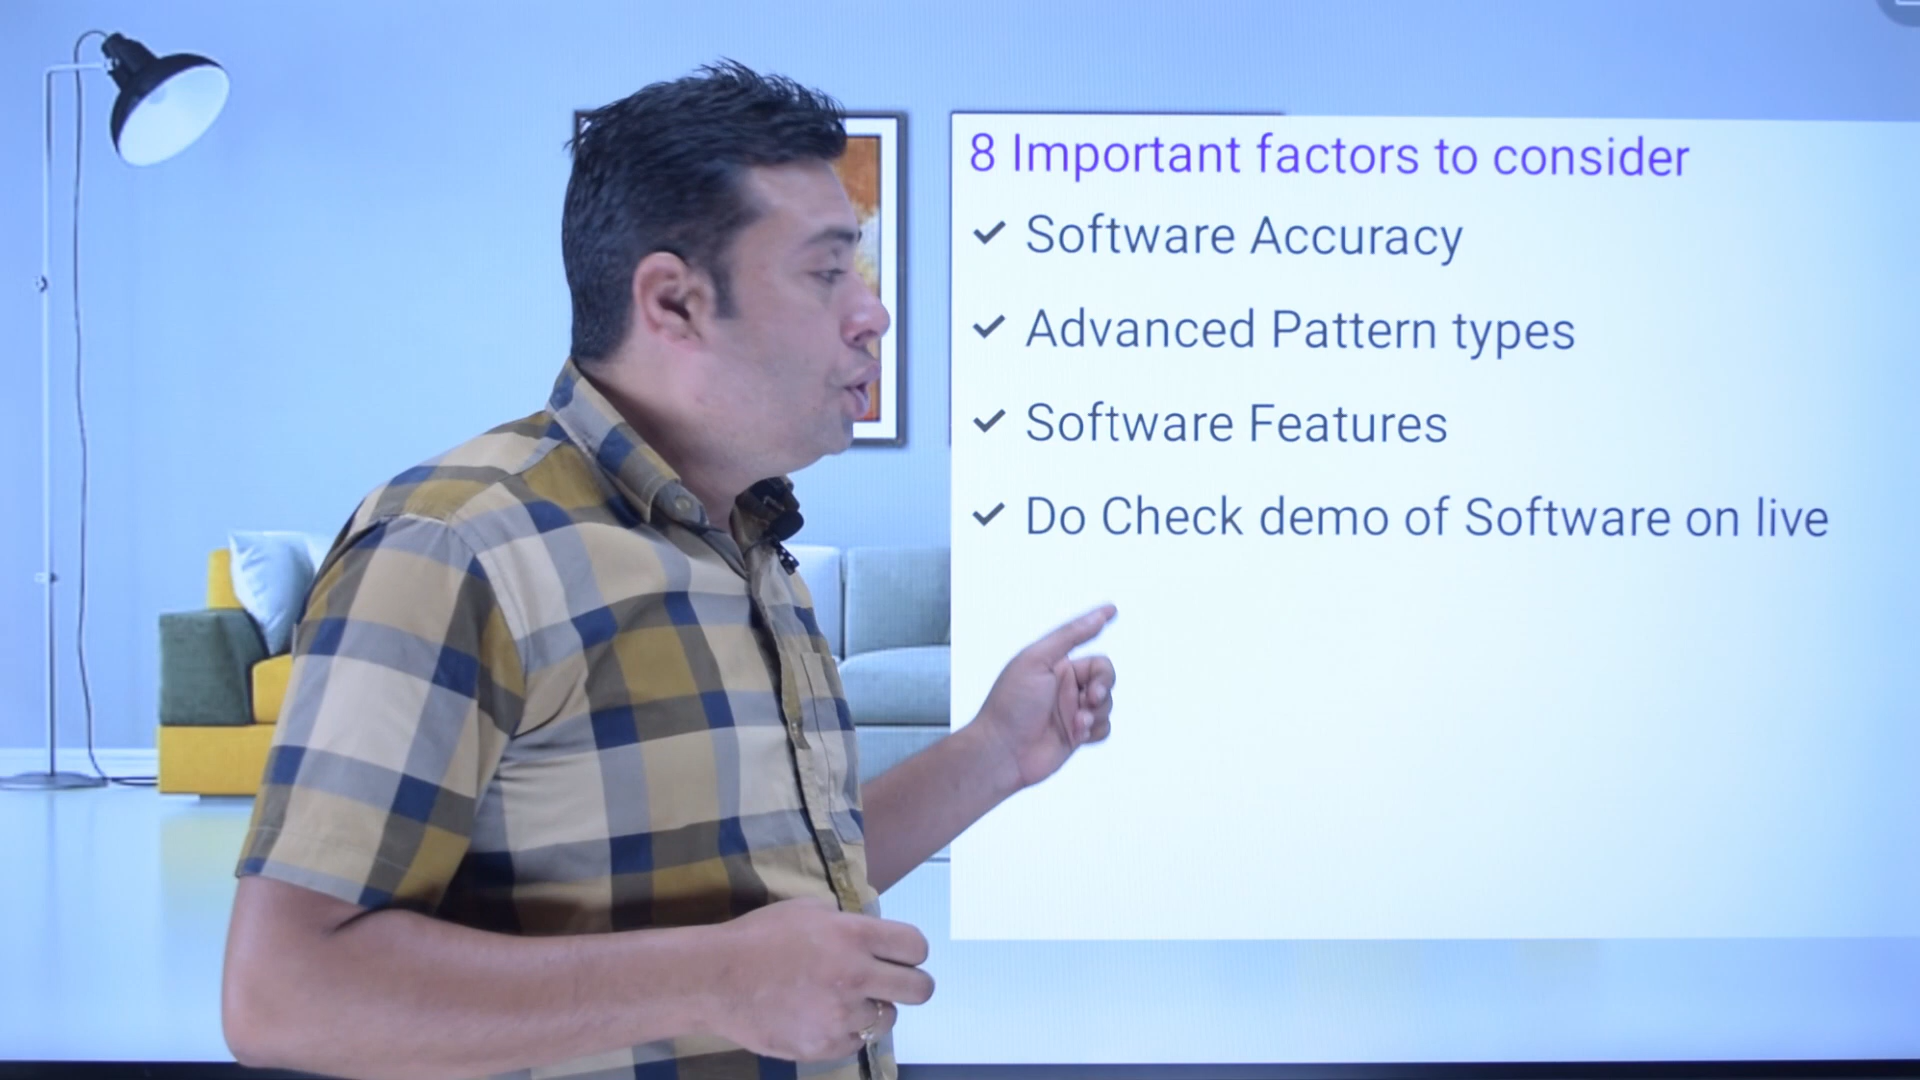 8 Important factors to consider
Software Accuracy
Advanced Pattern types
Software Features
Do Check demo of Software on live